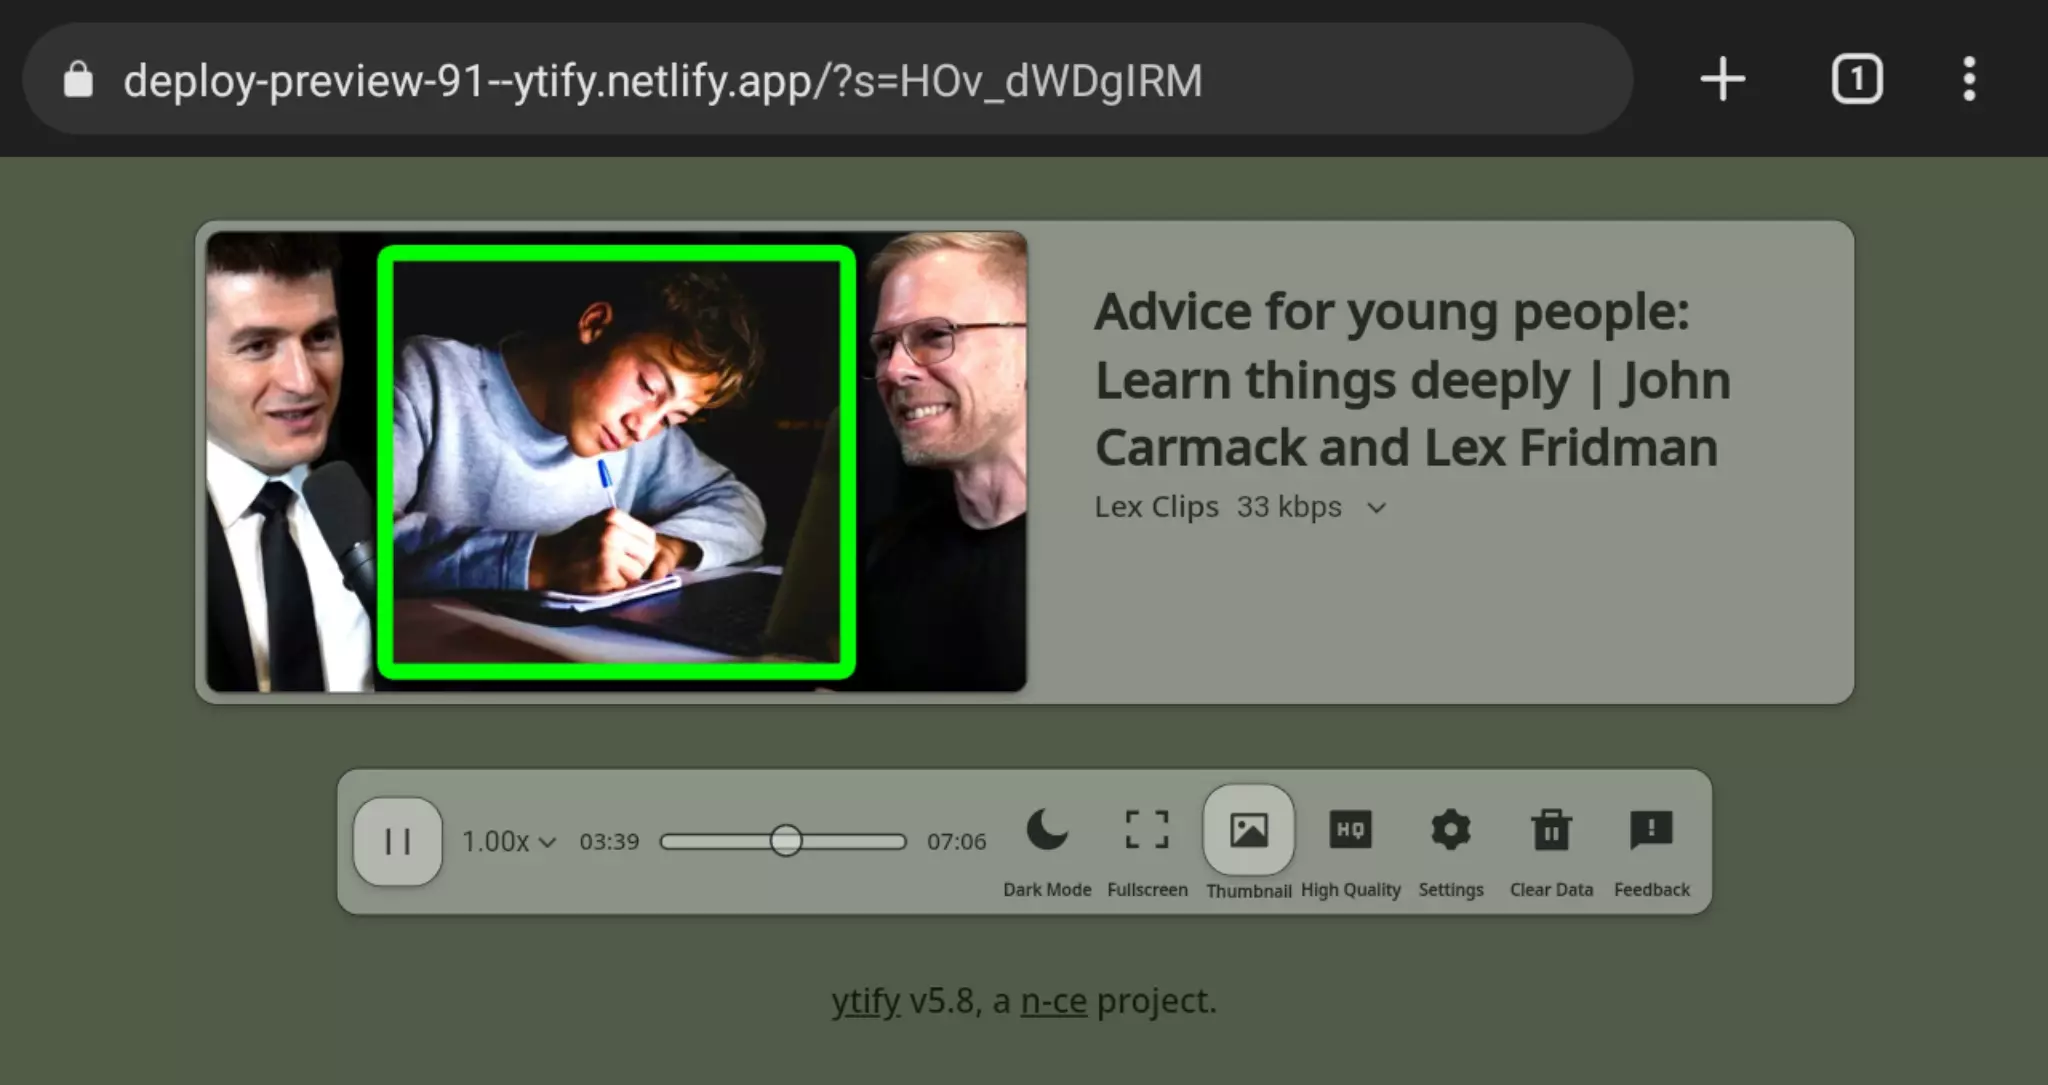 deploy-preview-91--ytify.netlify.app/?s=HOv_dWDgIRM
1
Advice for young people:
Learn things deeply | John
Carmack and Lex Fridman
Lex Clips 33 kbps
1.00x 03:39 07:06
HQ
Dark Mode Fullscreen Thumbnail High Quality Settings Clear Data Feedback
ytify v5.8, a n-ce project.